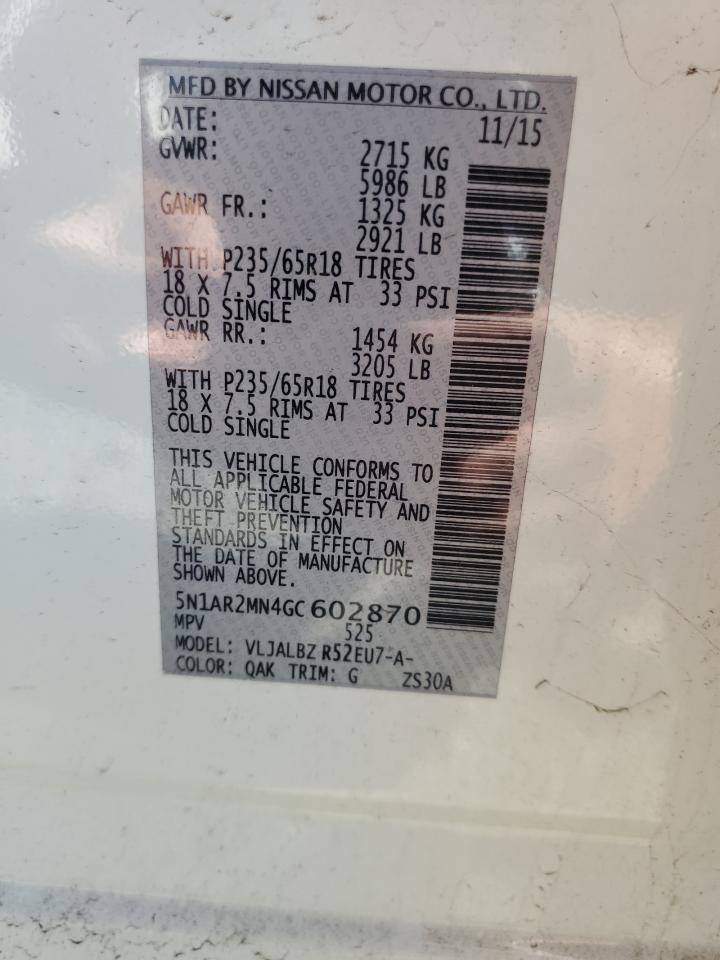 MFD BY NISSAN MOTOR CO., LTD.
DATE: 11/15
GVWR: 2715 KG
5986 LB
GAWR FR.: 1325 KG
2921 LB
WITH P235/65R18 TIRES
18 X 7.5 RIMS AT 33 PSI
COLD SINGLE
GAWR RR.: 1454 KG
3205 LB
WITH P235/65R18 TIRES
18 X 7.5 RIMS AT 33 PSI
COLD SINGLE
THIS VEHICLE CONFORMS TO
ALL APPLICABLE FEDERAL
MOTOR VEHICLE SAFETY AND
THEFT PREVENTION
STANDARDS IN EFFECT ON
THE DATE OF MANUFACTURE
SHOWN ABOVE.
5N1AR2MN4GC602870
MPV 525
MODEL: VLJALBZ R52EU7-A-
COLOR: QAK TRIM: G ZS30A